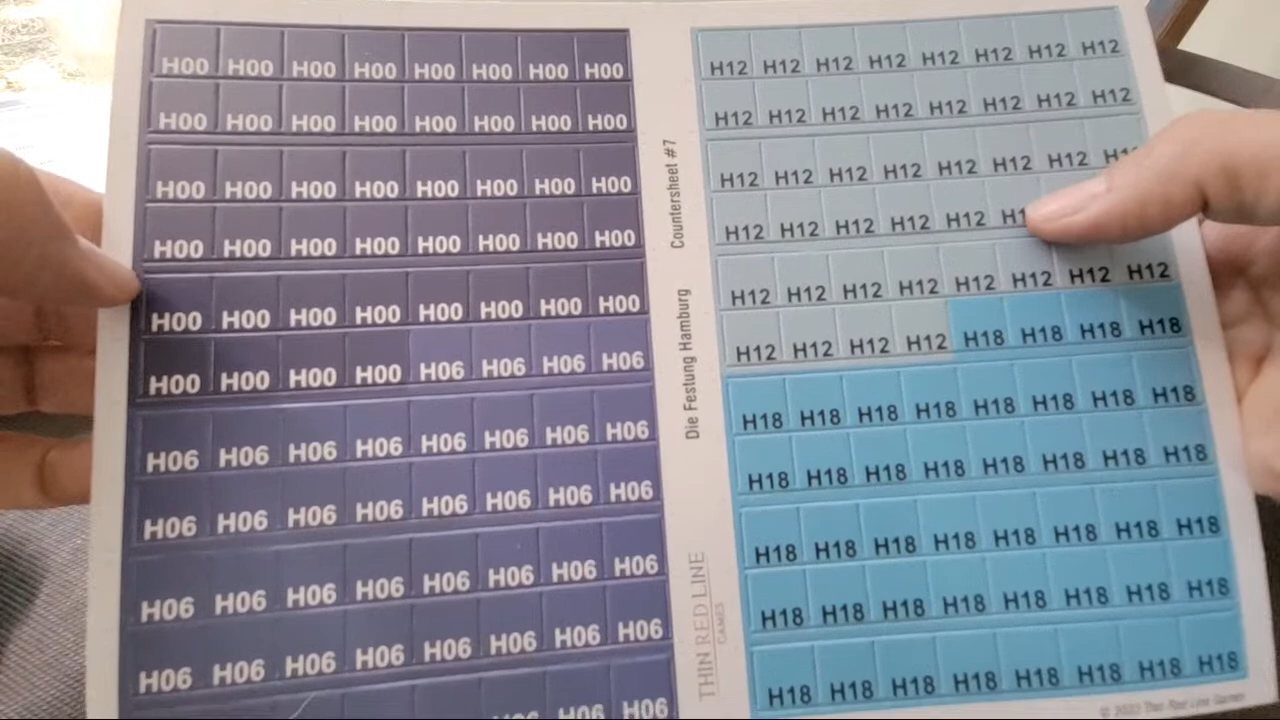 H00 H00 H00 H00 H00 H00 H00 H00
H00 H00 H00 H00 H00 H00 H00 H00
H00 H00 H00 H00 H00 H00 H00 H00
H00 H00 H00 H00 H00 H00 H00 H00
H00 H00 H00 H00 H00 H00 H00 H00
H00 H00 H00 H00 H06 H06 H06 H06
H06 H06 H06 H06 H06 H06 H06 H06
H06 H06 H06 H06 H06 H06 H06 H06
H06 H06 H06 H06 H06 H06 H06 H06
H06 H06 H06 H06 H06 H06 H06 H06
H06 H06 H06
Die Festung Hamburg Countersheet #7
THIN RED LINE
GAMES
H12 H12 H12 H12 H12 H12 H12 H12
H12 H12 H12 H12 H12 H12 H12 H12
H12 H12 H12 H12 H12 H12 H12
H12 H12 H12 H12 H12
H12 H12 H12 H12 H12 H12 H12 H12
H12 H12 H12 H12 H18 H18 H18 H18
H18 H18 H18 H18 H18 H18 H18 H18
H18 H18 H18 H18 H18 H18 H18 H18
H18 H18 H18 H18 H18 H18 H18 H18
H18 H18 H18 H18 H18 H18 H18 H18
H18 H18 H18 H18 H18 H18 H18 H18
© 2022 Thin Red Line Games